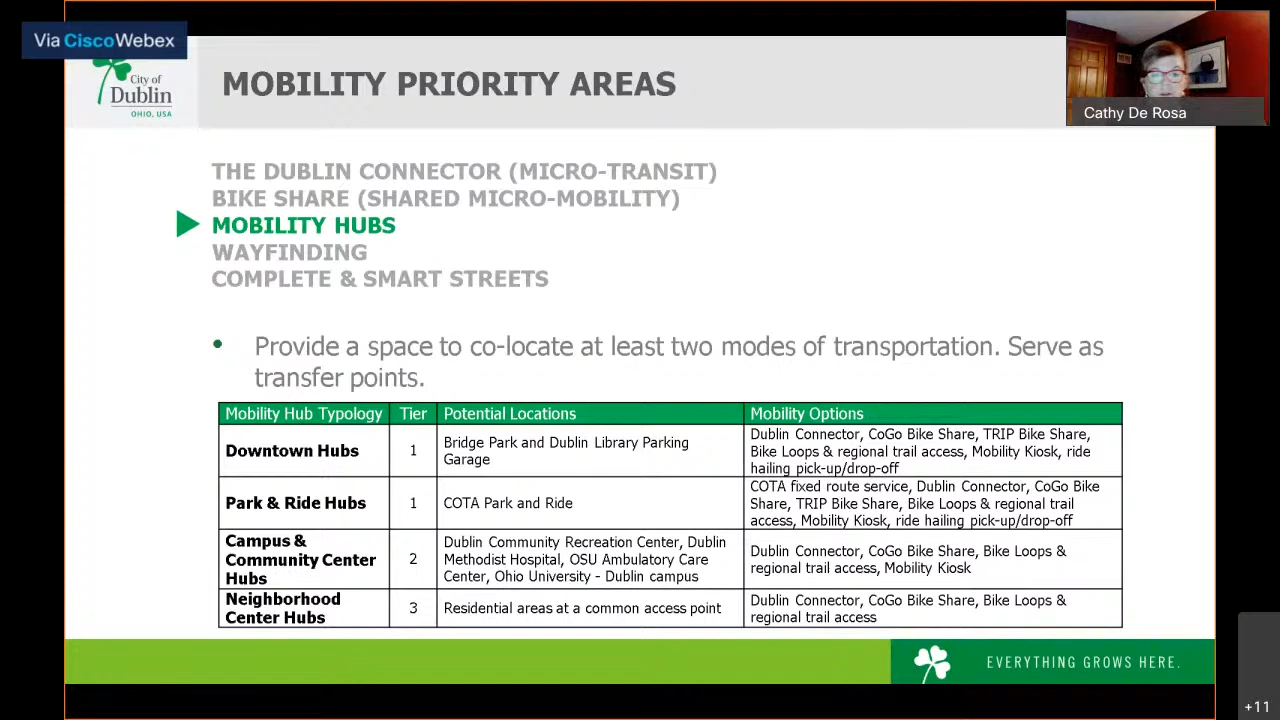 Via CiscoWebex
City of
Dublin
OHIO, USA
MOBILITY PRIORITY AREAS
Cathy De Rosa
THE DUBLIN CONNECTOR (MICRO-TRANSIT)
BIKE SHARE (SHARED MICRO-MOBILITY)
MOBILITY HUBS
WAYFINDING
COMPLETE & SMART STREETS
• Provide a space to co-locate at least two modes of transportation. Serve as
transfer points.
Mobility Hub Typology Tier Potential Locations Mobility Options
Downtown Hubs
1
Bridge Park and Dublin Library Parking
Garage
Dublin Connector, CoGo Bike Share, TRIP Bike Share,
Bike Loops & regional trail access, Mobility Kiosk, ride
hailing pick-up/drop-off
Park & Ride Hubs
1
COTA Park and Ride
COTA fixed route service, Dublin Connector, CoGo Bike
Share, TRIP Bike Share, Bike Loops & regional trail
access, Mobility Kiosk, ride hailing pick-up/drop-off
Campus &
Community Center
Hubs
2
Dublin Community Recreation Center, Dublin
Methodist Hospital, OSU Ambulatory Care
Center, Ohio University - Dublin campus
Dublin Connector, CoGo Bike Share, Bike Loops &
regional trail access, Mobility Kiosk
Neighborhood
Center Hubs
3
Residential areas at a common access point
Dublin Connector, CoGo Bike Share, Bike Loops &
regional trail access
EVERYTHING GROWS HERE.
+11